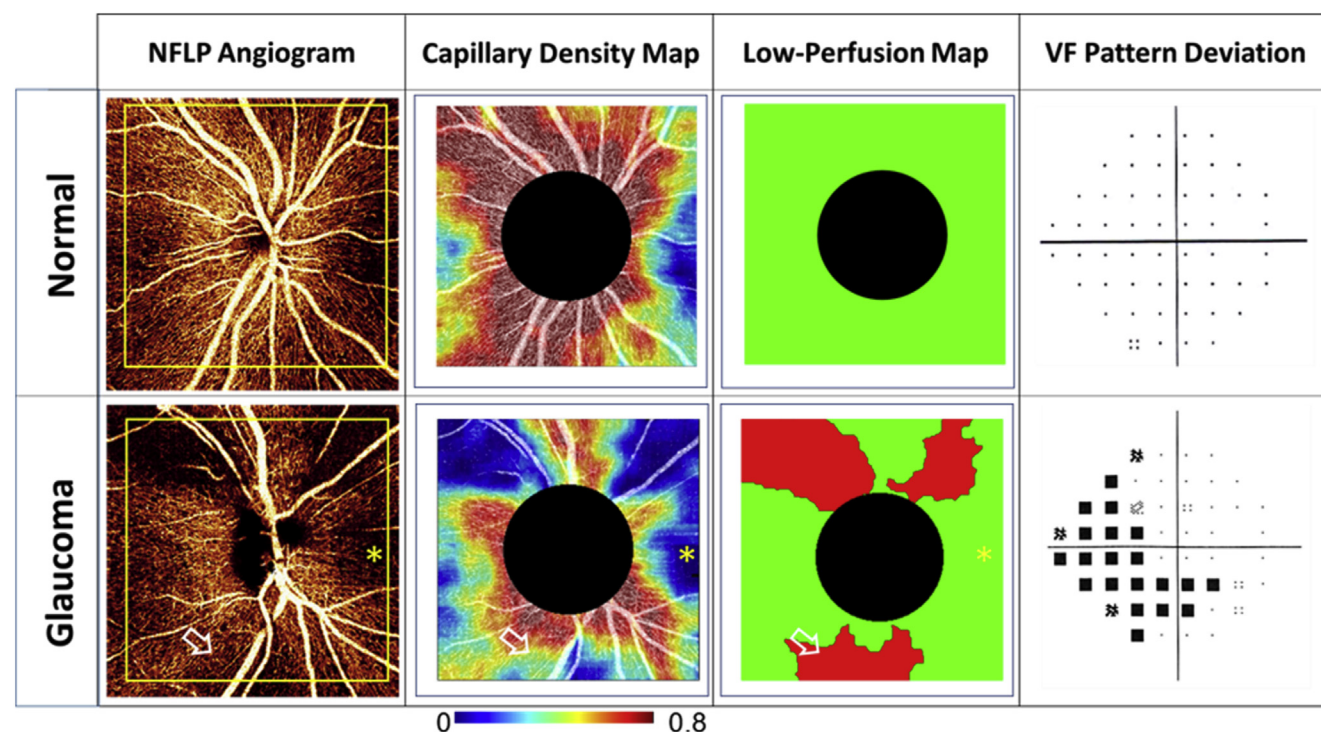 NFLP Angiogram
Capillary Density Map
Low-Perfusion Map
VF Pattern Deviation
Normal
Glaucoma
*
*
*
0
0.8